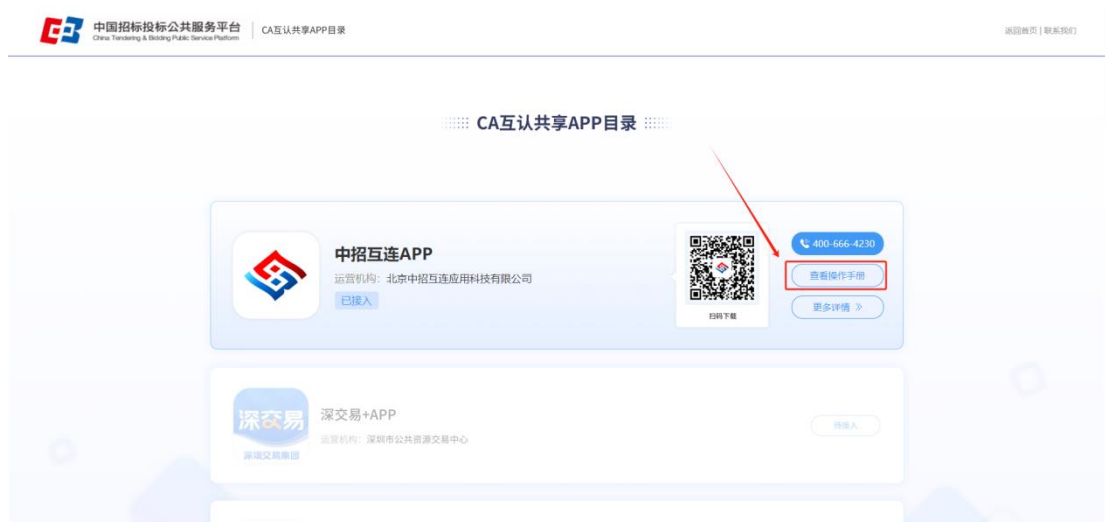 中国招标投标公共服务平台
China Tendering & Bidding Public Service Platform
CA互认共享APP目录
返回首页 | 联系我们
CA互认共享APP目录
中招互连APP
运营机构：北京中招互连应用科技有限公司
已接入
扫码下载
400-666-4230
查看操作手册
更多详情 》
深交易
深圳交易集团
深交易+APP
运营机构：深圳市公共资源交易中心
待接入